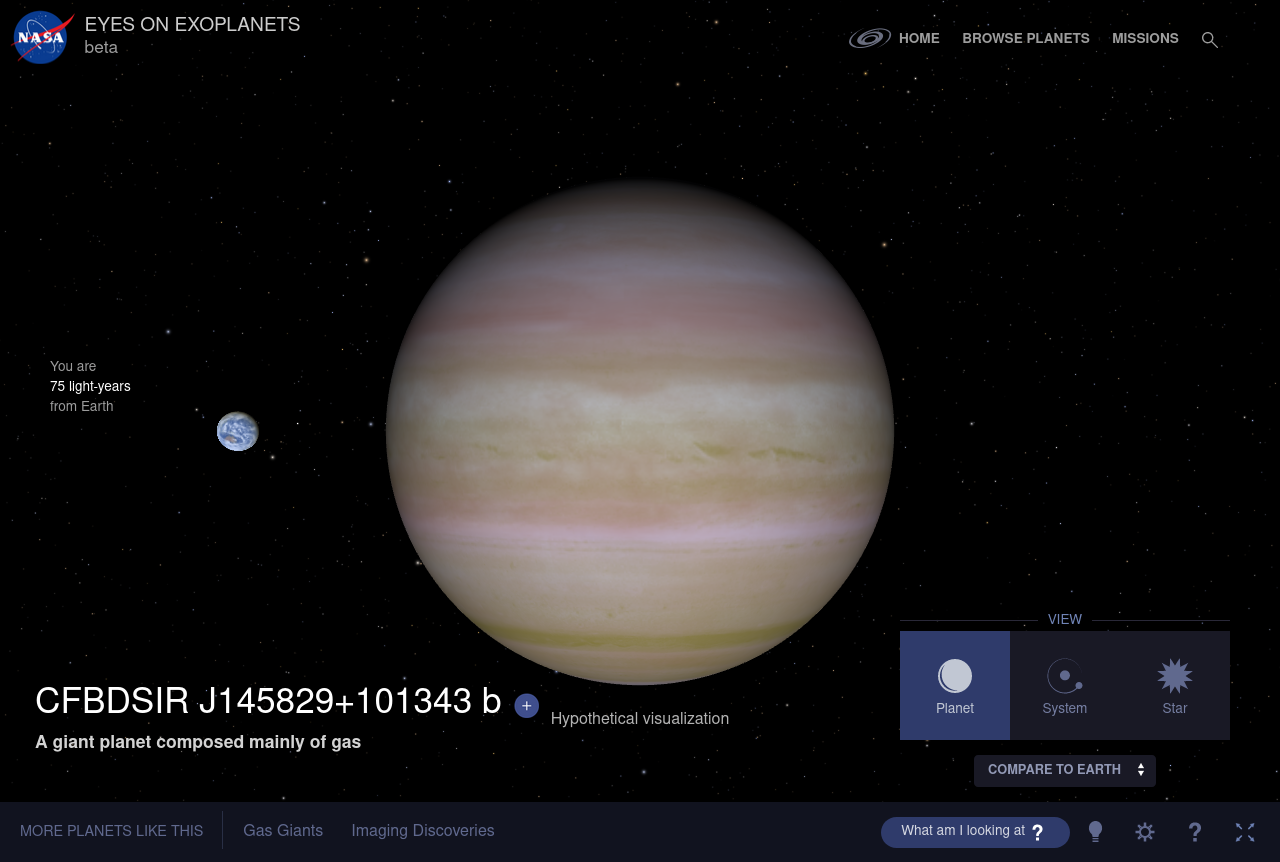 NASA
EYES ON EXOPLANETS
beta
HOME
BROWSE PLANETS
MISSIONS
You are
75 light-years
from Earth
VIEW
Planet
System
Star
CFBDSIR J145829+101343 b +
Hypothetical visualization
A giant planet composed mainly of gas
COMPARE TO EARTH
MORE PLANETS LIKE THIS
Gas Giants
Imaging Discoveries
What am I looking at ?
?